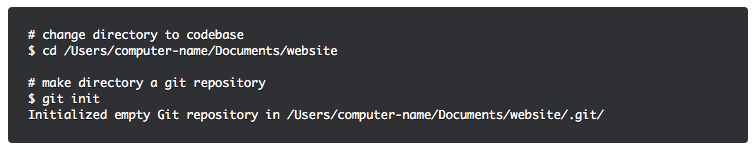 # change directory to codebase
$ cd /Users/computer-name/Documents/website
# make directory a git repository
$ git init
Initialized empty Git repository in /Users/computer-name/Documents/website/.git/